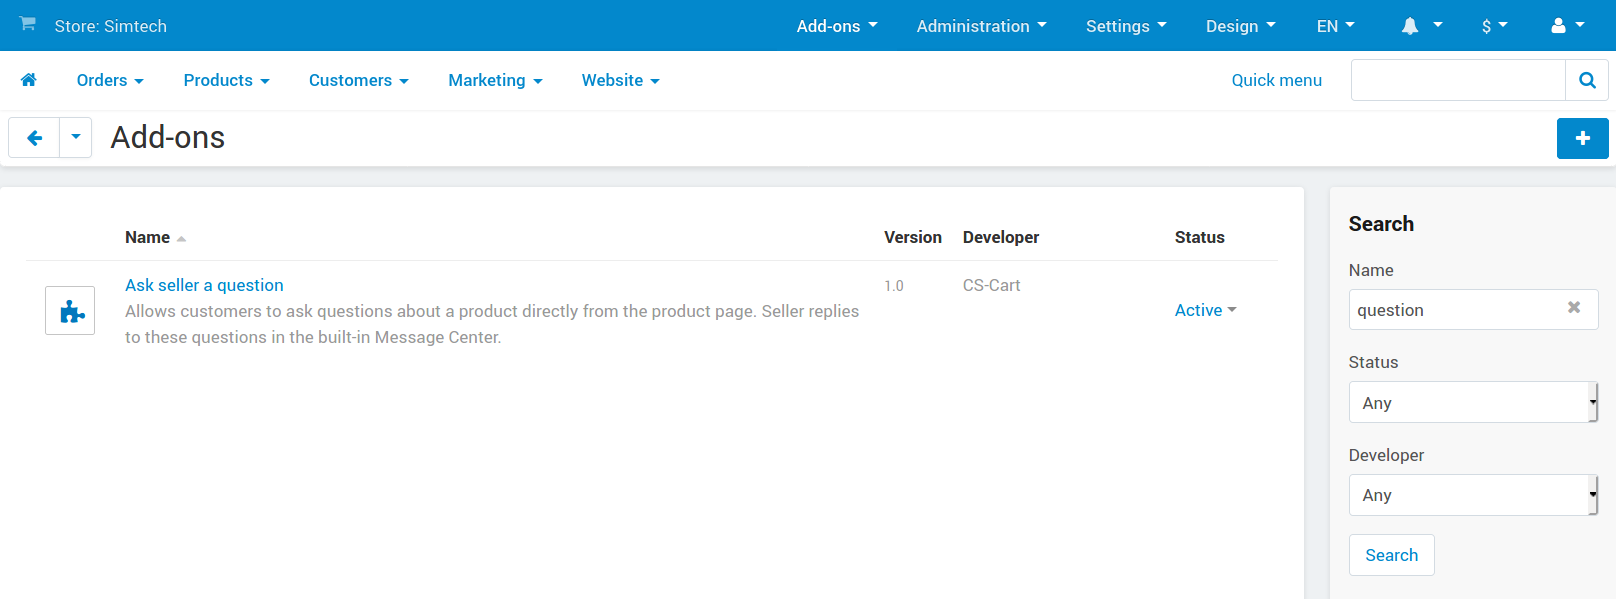 Store: Simtech
Add-ons
Administration
Settings
Design
EN
$
Orders
Products
Customers
Marketing
Website
Quick menu
Add-ons
Name
Version
Developer
Status
Ask seller a question
1.0
CS-Cart
Allows customers to ask questions about a product directly from the product page. Seller replies
to these questions in the built-in Message Center.
Active
Search
Name
question
Status
Any
Developer
Any
Search